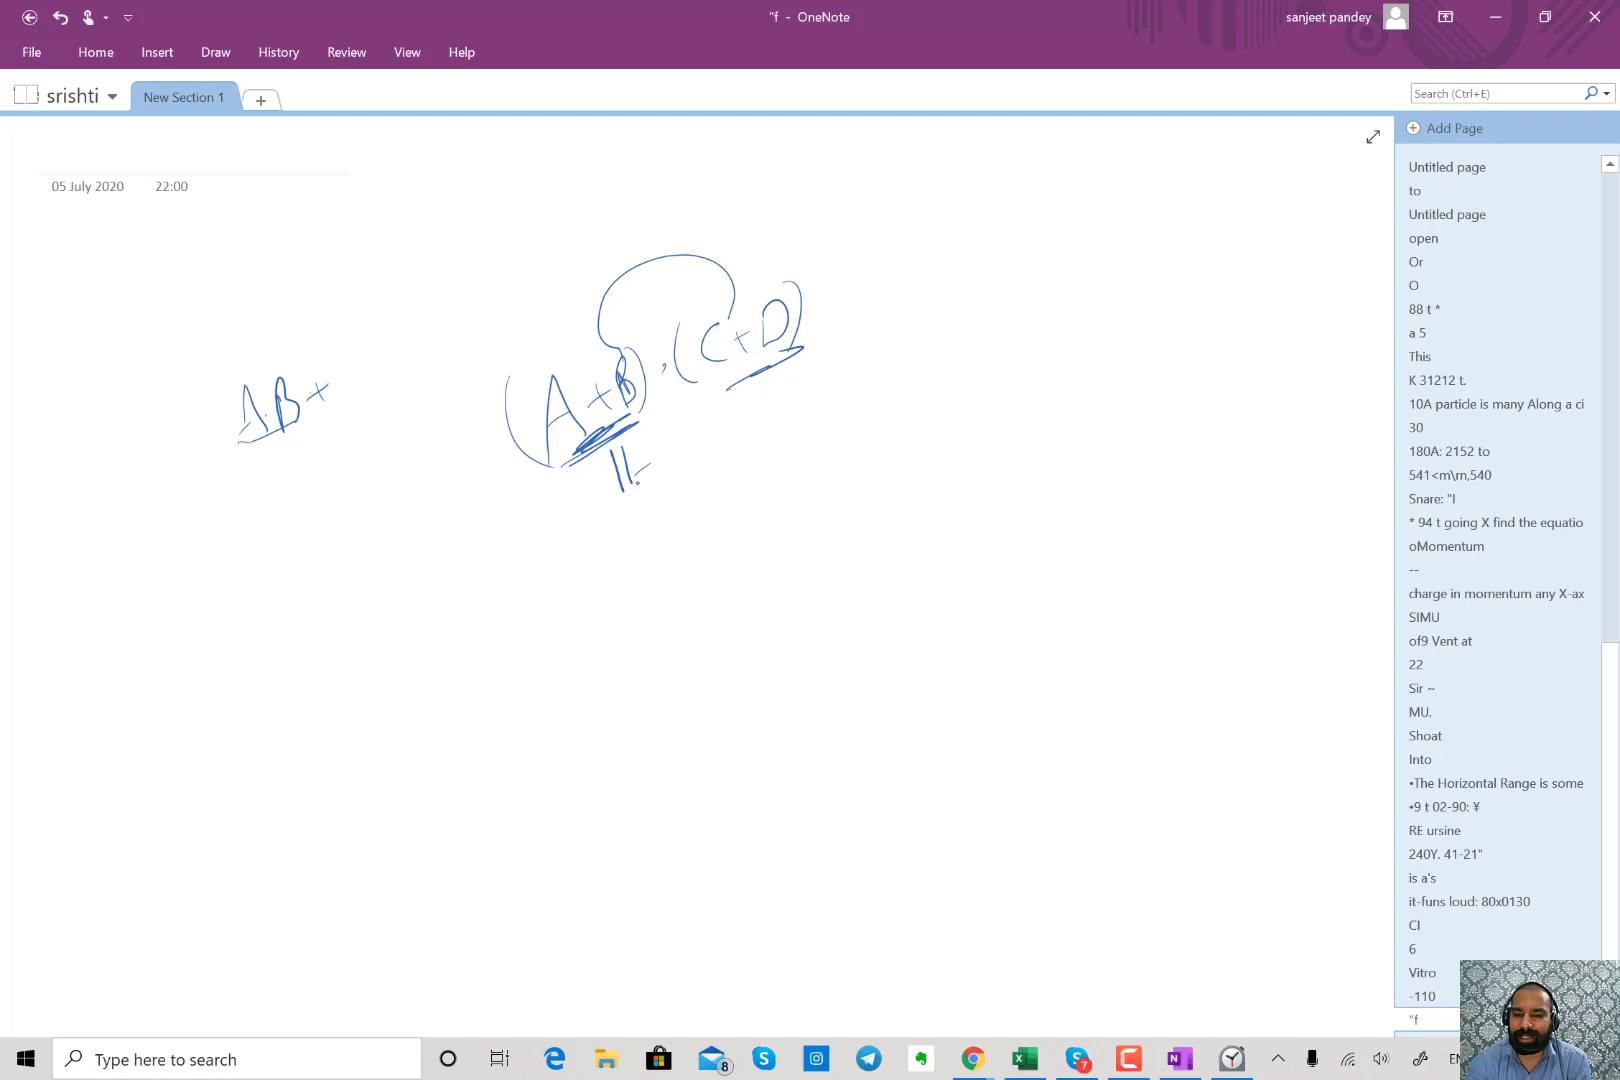 "f - OneNote
sanjeet pandey
File Home Insert Draw History Review View Help
srishti
New Section 1
Search (Ctrl+E)
Add Page
05 July 2020 22:00
(A+B).(C+D)
A.B+
Untitled page
to
Untitled page
open
Or
O
88 t *
a 5
This
K 31212 t.
10A particle is many Along a ci
30
180A: 2152 to
541<m\rn,540
Snare: "I
* 94 t going X find the equatio
oMomentum
--
charge in momentum any X-ax
SIMU
of9 Vent at
22
Sir ~
MU.
Shoat
Into
•The Horizontal Range is some
•9 t 02-90: ¥
RE ursine
240Y. 41-21"
is a's
it-funs loud: 80x0130
CI
6
Vitro
-110
"f
Type here to search
8
7